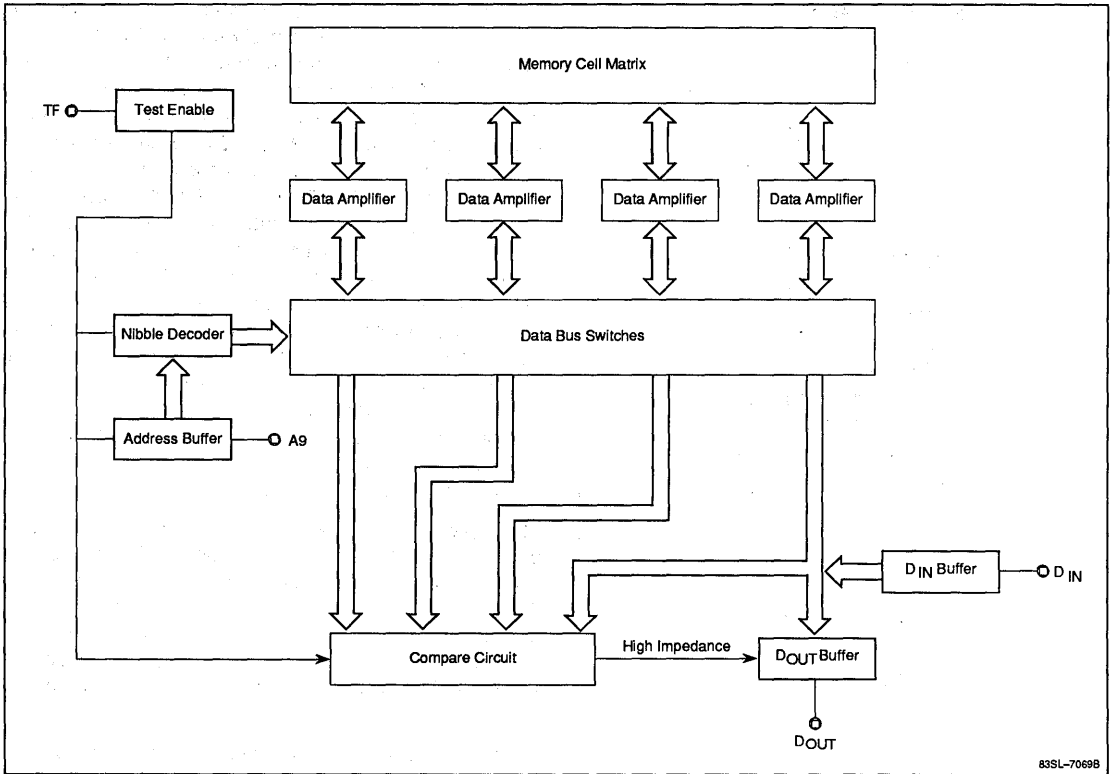 Memory Cell Matrix
TF
Test Enable
Data Amplifier
Data Amplifier
Data Amplifier
Data Amplifier
Nibble Decoder
Data Bus Switches
Address Buffer
A9
DIN Buffer
DIN
Compare Circuit
High Impedance
DOUT Buffer
DOUT
83SL–7069B